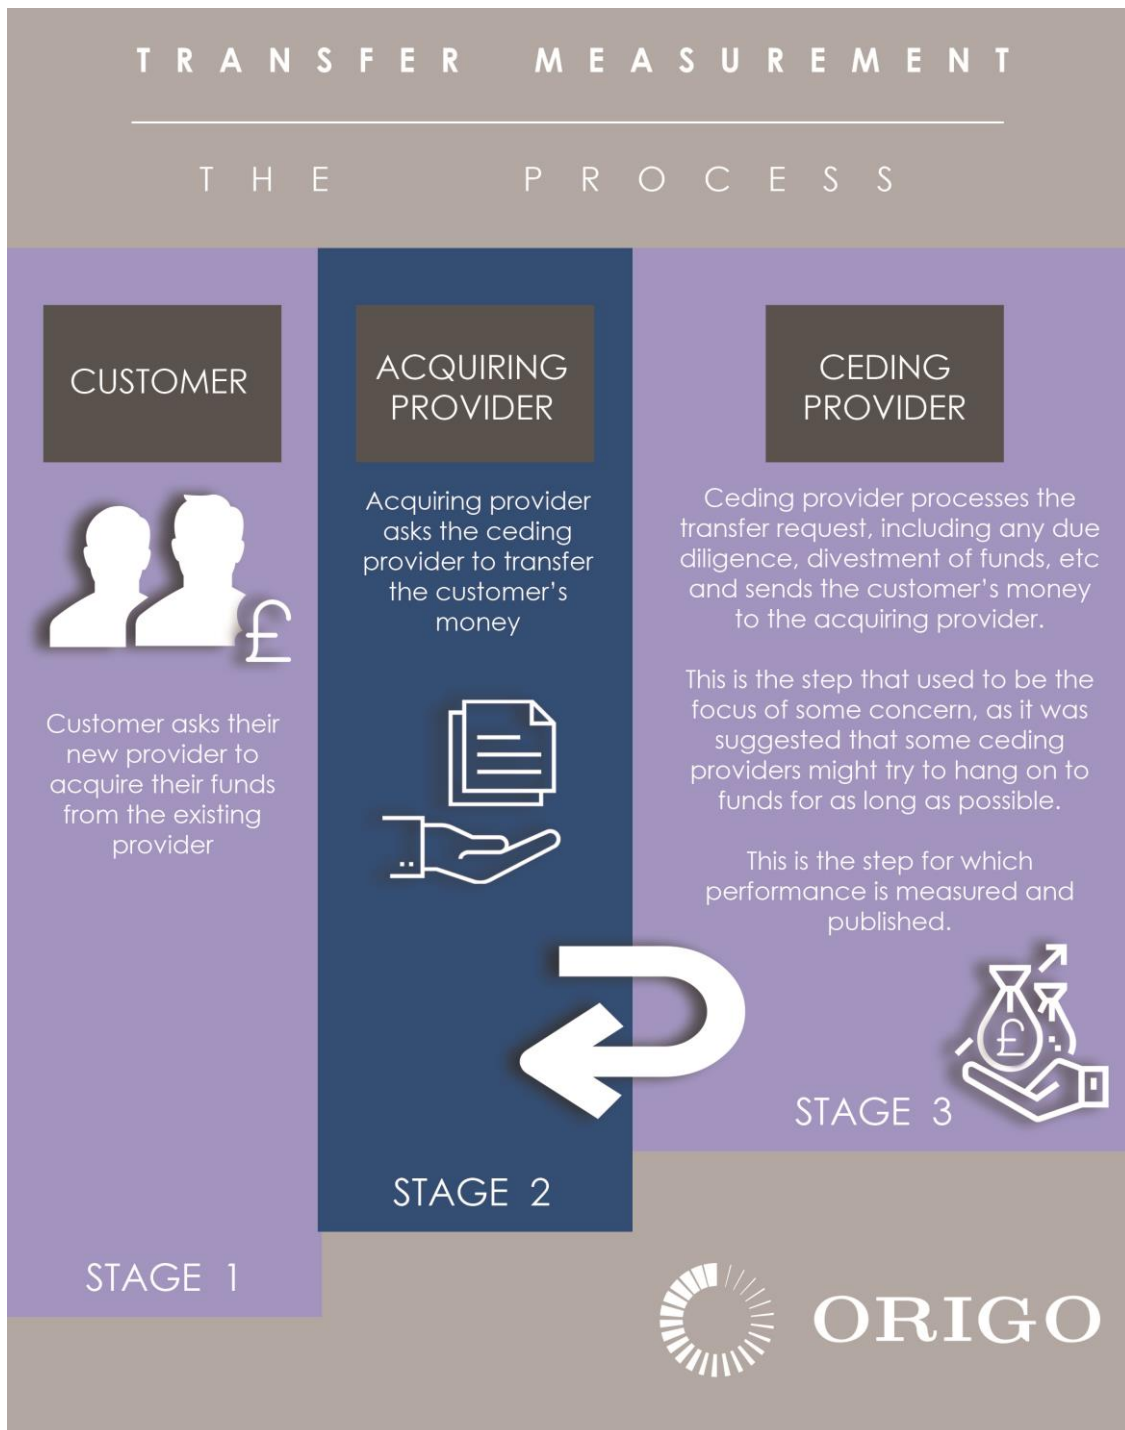 TRANSFER MEASUREMENT
THE PROCESS
CUSTOMER
Customer asks their
new provider to
acquire their funds
from the existing
provider
STAGE 1
ACQUIRING
PROVIDER
Acquiring provider
asks the ceding
provider to transfer
the customer's
money
STAGE 2
CEDING
PROVIDER
Ceding provider processes the
transfer request, including any due
diligence, divestment of funds, etc
and sends the customer's money
to the acquiring provider.
This is the step that used to be the
focus of some concern, as it was
suggested that some ceding
providers might try to hang on to
funds for as long as possible.
This is the step for which
performance is measured and
published.
STAGE 3
ORIGO